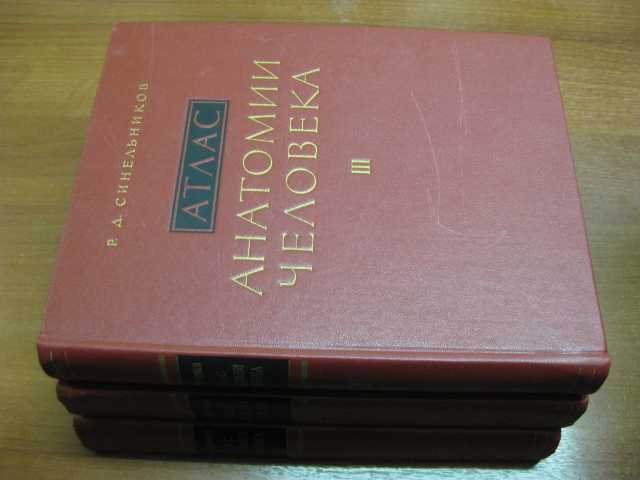 Р. Д. СИНЕЛЬНИКОВ
АТЛАС
АНАТОМИИ
ЧЕЛОВЕКА
III